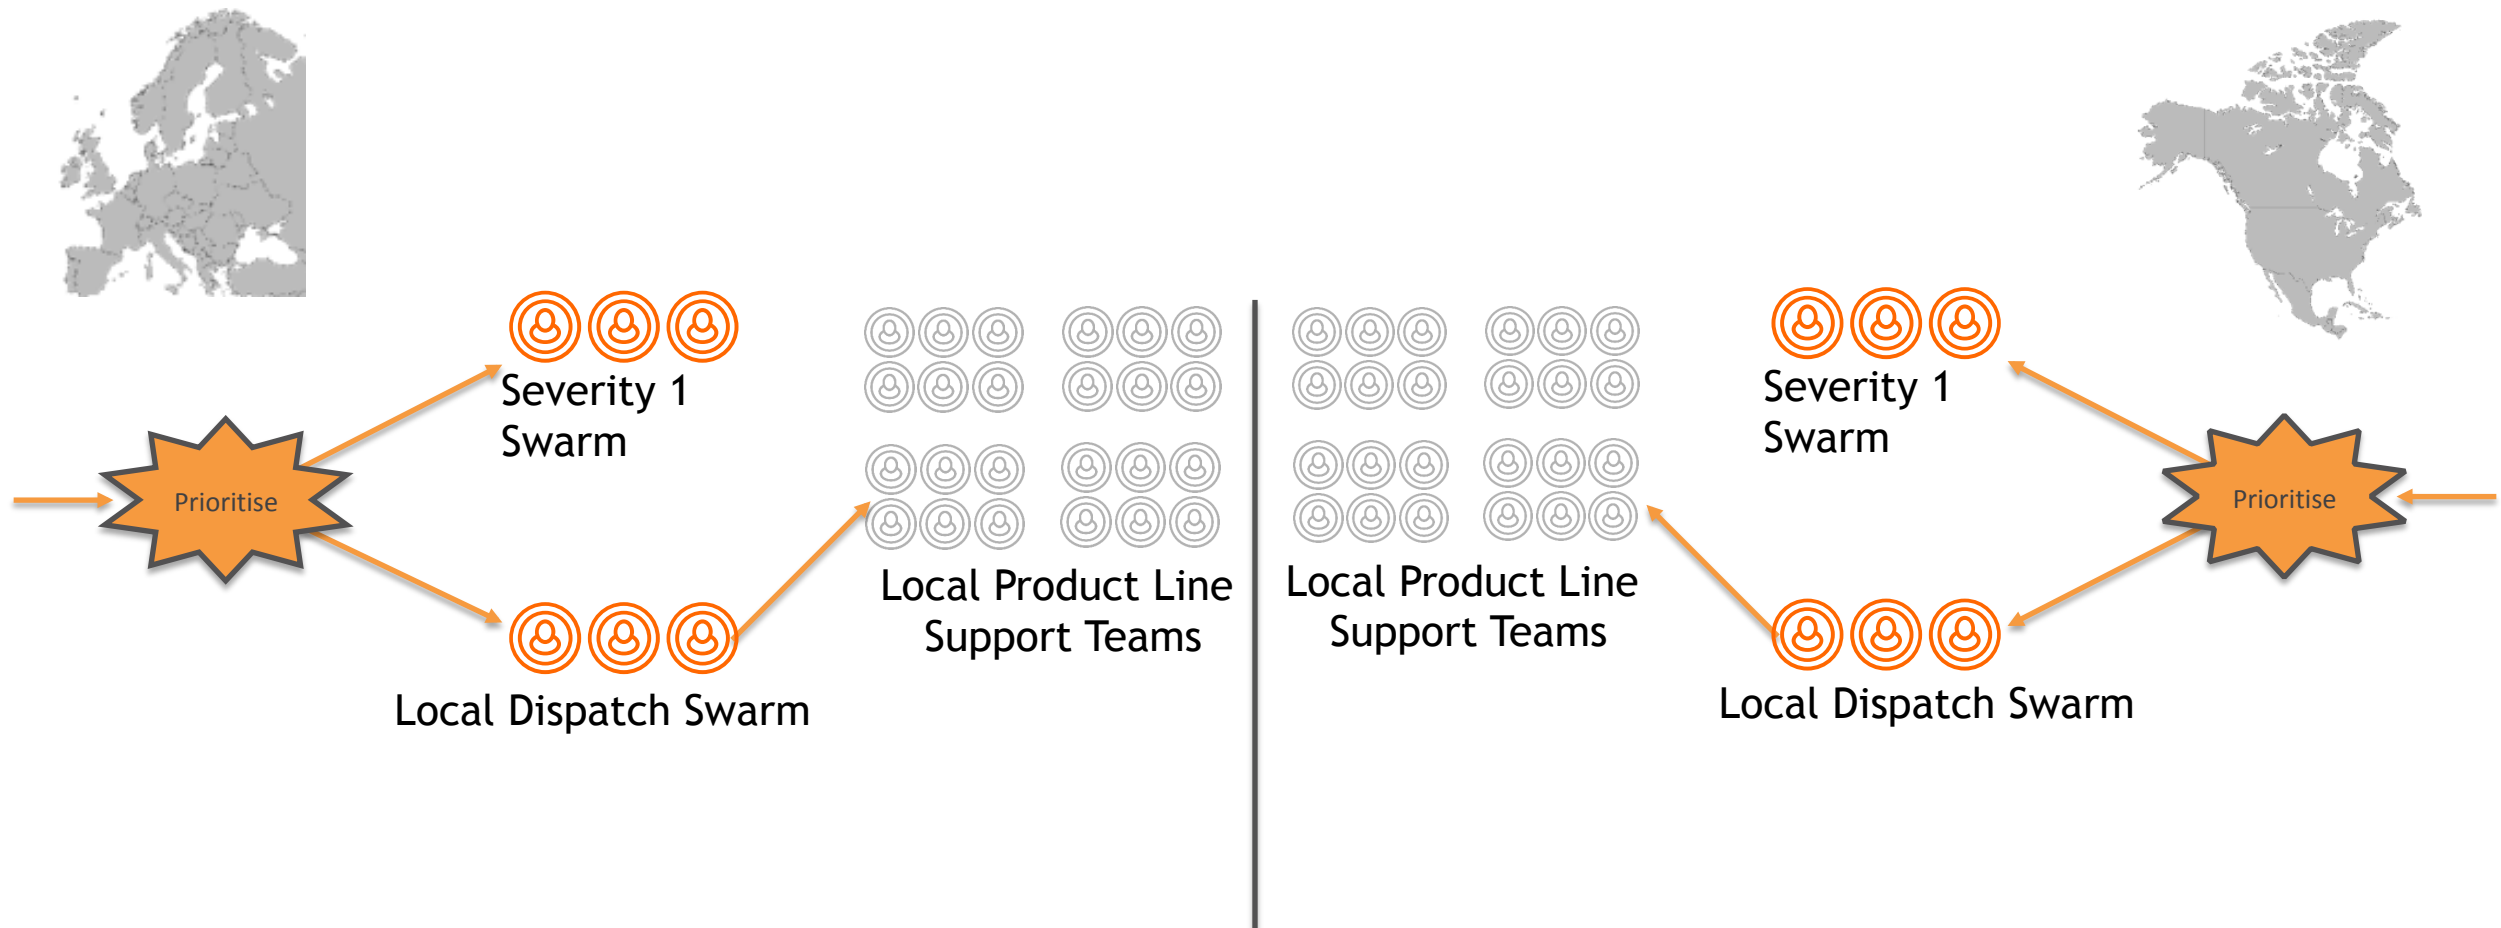 Severity 1
Swarm
Prioritise
Local Product Line
Support Teams
Local Dispatch Swarm
Severity 1
Swarm
Prioritise
Local Product Line
Support Teams
Local Dispatch Swarm